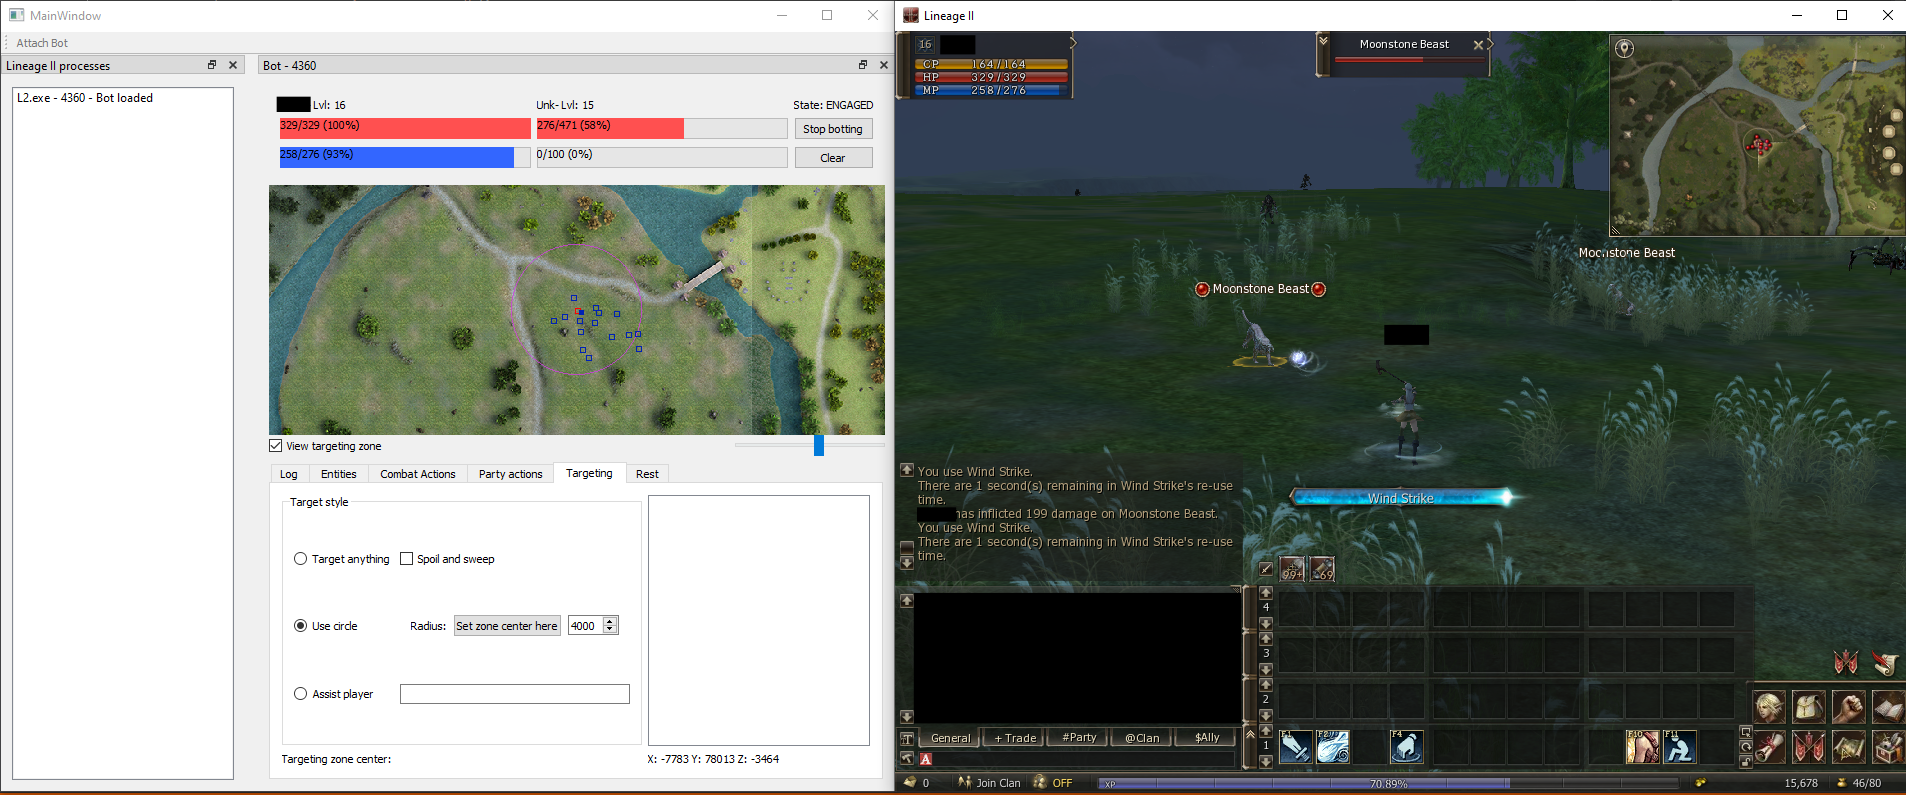 MainWindow
Attach Bot
Lineage II processes
L2.exe - 4360 - Bot loaded
Bot - 4360
Lvl: 16
Unk- Lvl: 15
State: ENGAGED
329/329 (100%)
276/471 (58%)
Stop botting
258/276 (93%)
0/100 (0%)
Clear
View targeting zone
Log
Entities
Combat Actions
Party actions
Targeting
Rest
Target style
Target anything
Spoil and sweep
Use circle
Radius:
Set zone center here
4000
Assist player
Targeting zone center:
X: -7783 Y: 78013 Z: -3464
Lineage II
16
CP 164/164
HP 329/329
MP 258/276
Moonstone Beast
Moonstone Beast
Moonstone Beast
You use Wind Strike.
There are 1 second(s) remaining in Wind Strike's re-use
time.
has inflicted 199 damage on Moonstone Beast.
You use Wind Strike.
There are 1 second(s) remaining in Wind Strike's re-use
time.
Wind Strike
99+
69
4
3
2
1
F1
F2
F4
F10
F11
T
General
+ Trade
#Party
@Clan
$Ally
A
0
Join Clan
OFF
XP
70.89%
15,678
46/80